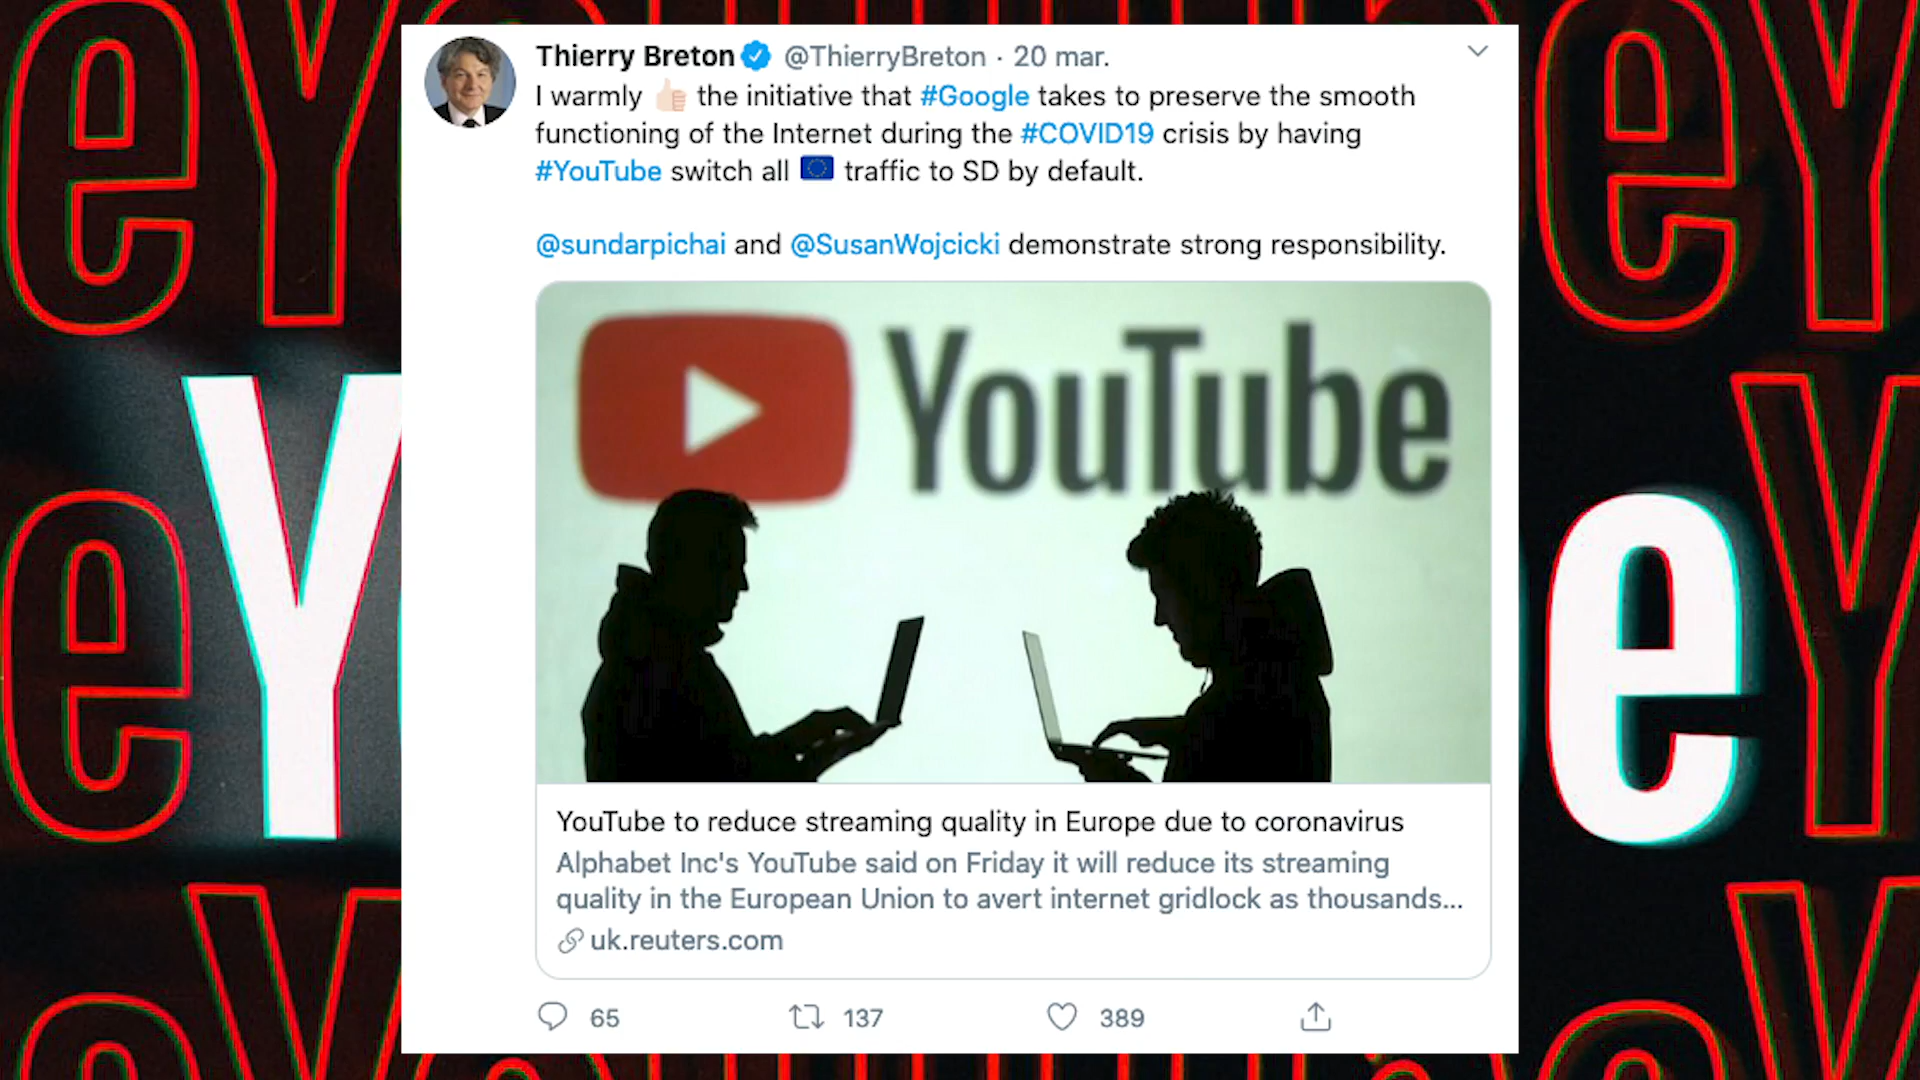 Thierry Breton @ThierryBreton · 20 mar.
I warmly 👍🏻 the initiative that #Google takes to preserve the smooth
functioning of the Internet during the #COVID19 crisis by having
#YouTube switch all 🇪🇺 traffic to SD by default.
@sundarpichai and @SusanWojcicki demonstrate strong responsibility.
YouTube
YouTube to reduce streaming quality in Europe due to coronavirus
Alphabet Inc's YouTube said on Friday it will reduce its streaming
quality in the European Union to avert internet gridlock as thousands...
uk.reuters.com
65 137 389